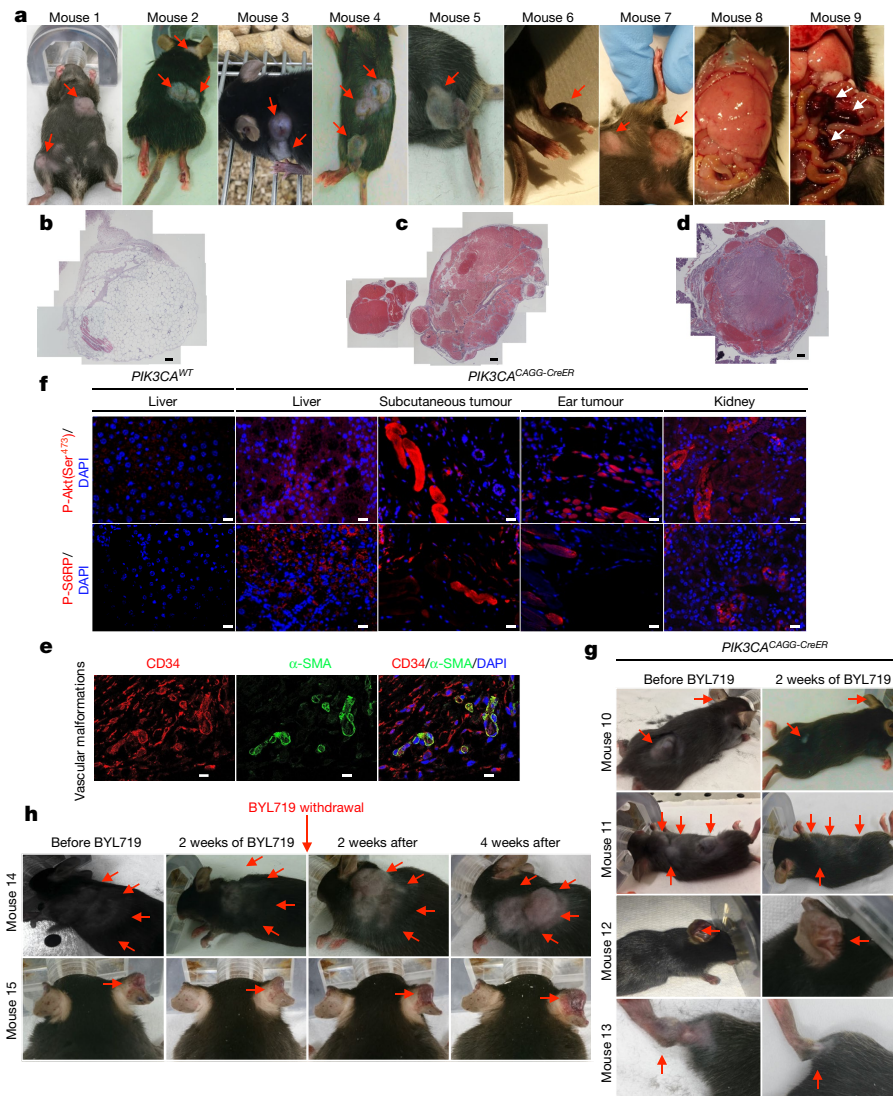 a
Mouse 1 Mouse 2 Mouse 3 Mouse 4 Mouse 5 Mouse 6 Mouse 7 Mouse 8 Mouse 9
b c d
f
PIK3CA^WT PIK3CA^CAGG-CreER
Liver Liver Subcutaneous tumour Ear tumour Kidney
P-Akt(Ser^473)/
DAPI
P-S6RP/
DAPI
e
CD34 α-SMA CD34/α-SMA/DAPI
Vascular malformations
g
PIK3CA^CAGG-CreER
Before BYL719 2 weeks of BYL719
Mouse 10
Mouse 11
Mouse 12
Mouse 13
h
BYL719 withdrawal
Before BYL719 2 weeks of BYL719 2 weeks after 4 weeks after
Mouse 14
Mouse 15